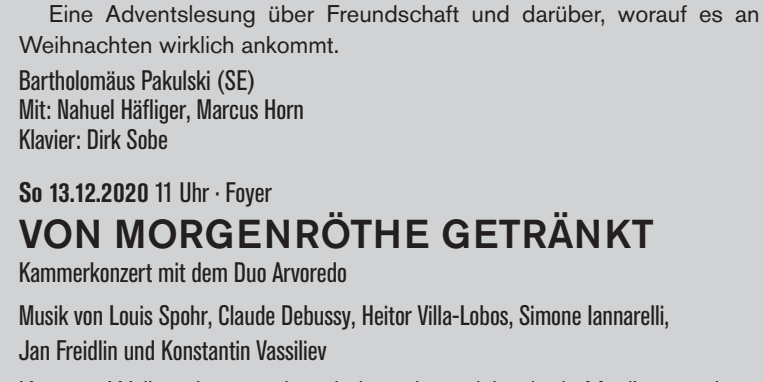 Eine Adventslesung über Freundschaft und darüber, worauf es an
Weihnachten wirklich ankommt.
Bartholomäus Pakulski (SE)
Mit: Nahuel Häfliger, Marcus Horn
Klavier: Dirk Sobe
So 13.12.2020 11 Uhr · Foyer
VON MORGENRÖTHE GETRÄNKT
Kammerkonzert mit dem Duo Arvoredo
Musik von Louis Spohr, Claude Debussy, Heitor Villa-Lobos, Simone Iannarelli,
Jan Freidlin und Konstantin Vassiliev